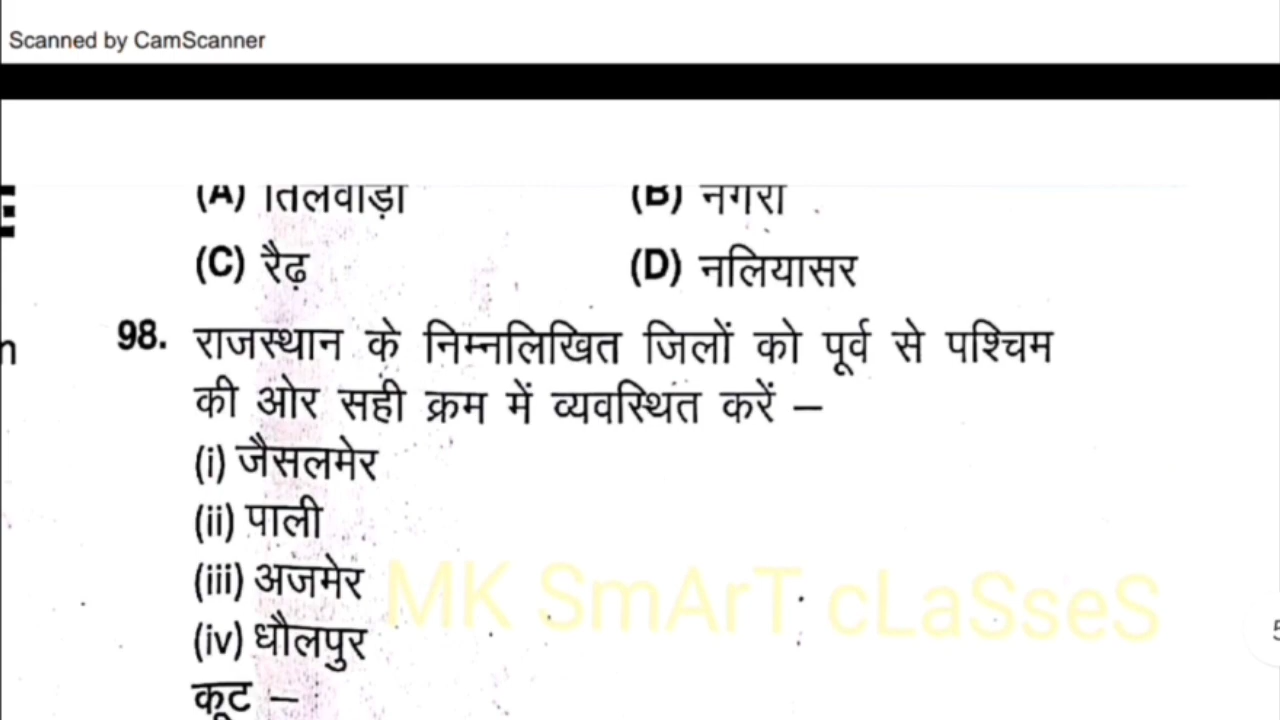 Scanned by CamScanner
(A) तिलवाड़ा (B) नगरी
(C) रैढ़ (D) नलियासर
98. राजस्थान के निम्नलिखित जिलों को पूर्व से पश्चिम
की ओर सही क्रम में व्यवस्थित करें –
(i) जैसलमेर
(ii) पाली
(iii) अजमेर
MK SmArT cLaSseS
(iv) धौलपुर
कूट –